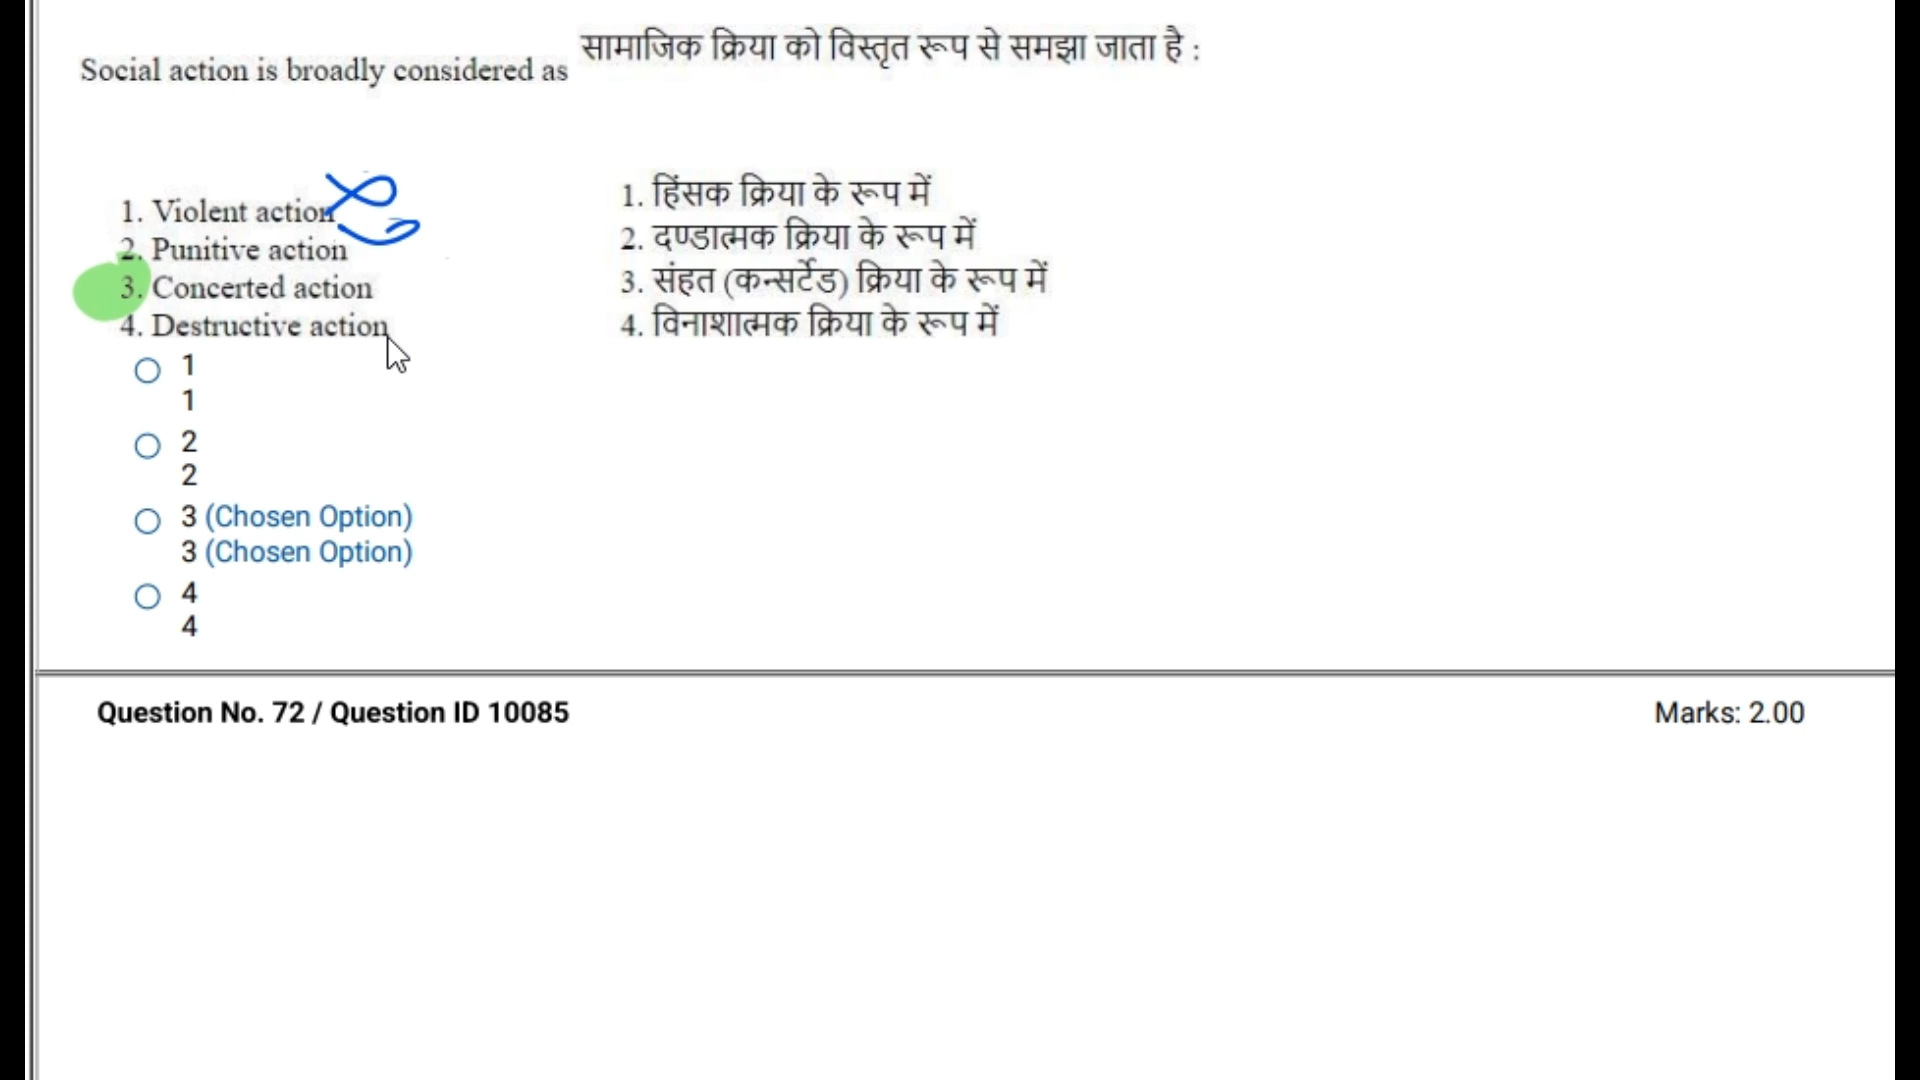 Social action is broadly considered as
सामाजिक क्रिया को विस्तृत रूप से समझा जाता है :
1. Violent action
2. Punitive action
3. Concerted action
4. Destructive action
1. हिंसक क्रिया के रूप में
2. दण्डात्मक क्रिया के रूप में
3. संहत (कन्सर्टेड) क्रिया के रूप में
4. विनाशात्मक क्रिया के रूप में
1
1
2
2
3 (Chosen Option)
3 (Chosen Option)
4
4
Question No. 72 / Question ID 10085
Marks: 2.00